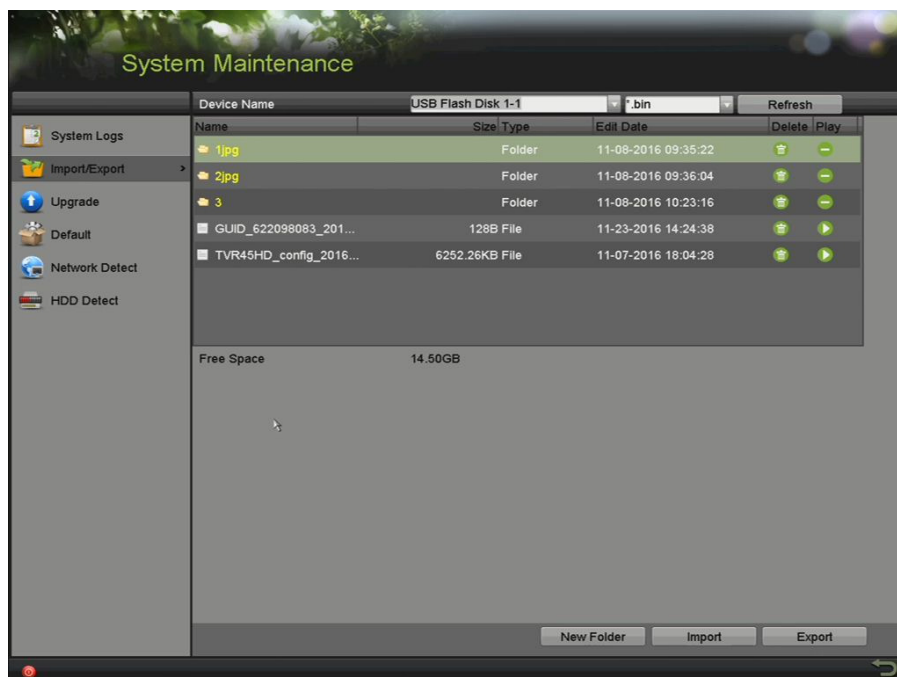 System Maintenance
Device Name USB Flash Disk 1-1 *.bin Refresh
System Logs
Import/Export >
Upgrade
Default
Network Detect
HDD Detect
Name Size Type Edit Date Delete Play
1jpg Folder 11-08-2016 09:35:22
2jpg Folder 11-08-2016 09:36:04
3 Folder 11-08-2016 10:23:16
GUID_622098083_201... 128B File 11-23-2016 14:24:38
TVR45HD_config_2016... 6252.26KB File 11-07-2016 18:04:28
Free Space 14.50GB
New Folder Import Export